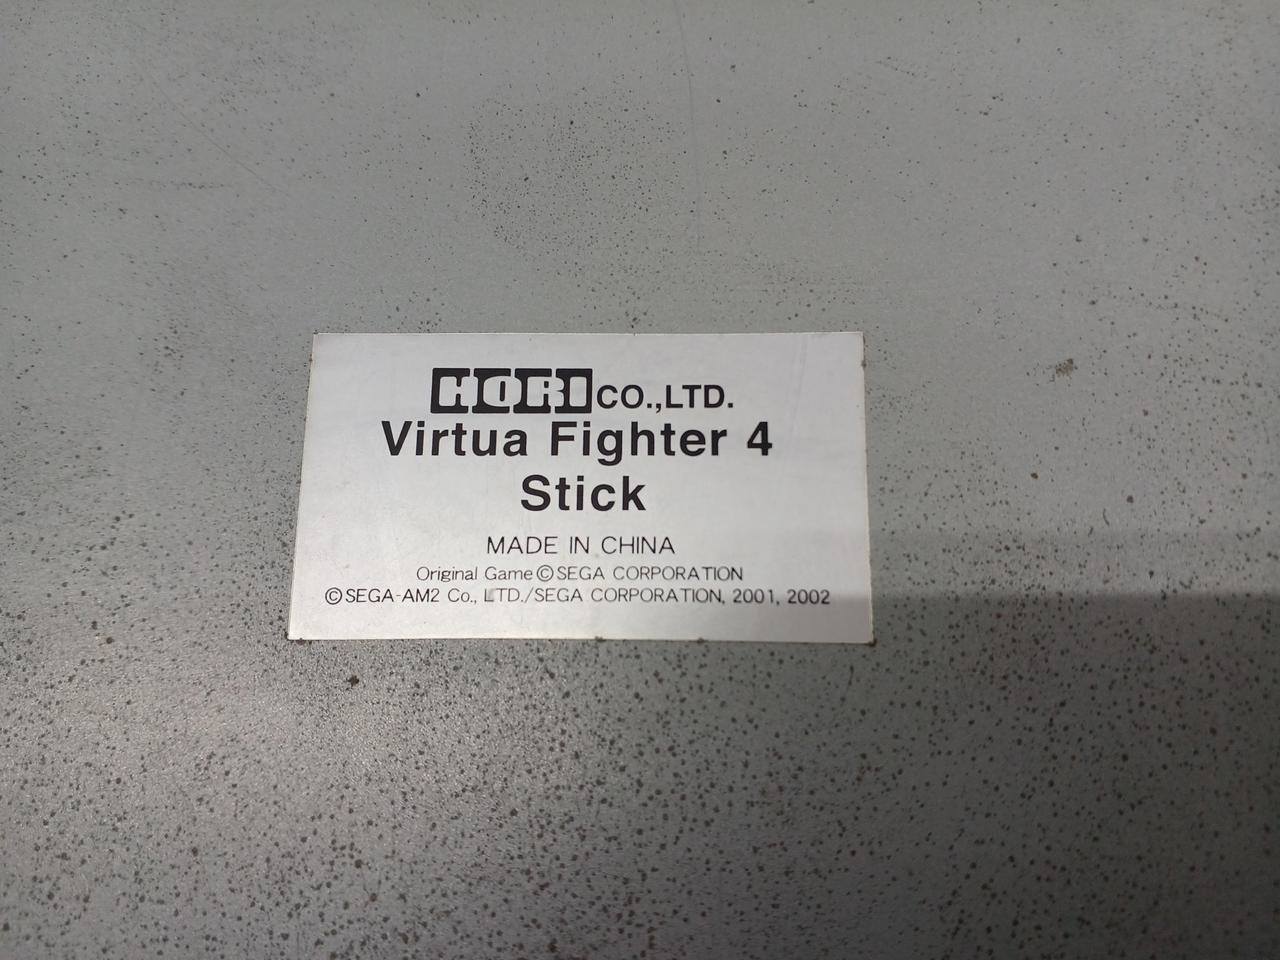 HORI CO.,LTD.
Virtua Fighter 4
Stick
MADE IN CHINA
Original Game ©SEGA CORPORATION
©SEGA-AM2 Co., LTD./SEGA CORPORATION, 2001, 2002